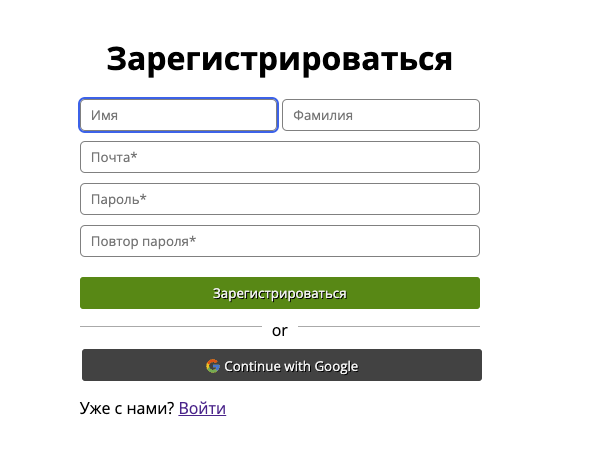 Зарегистрироваться
Имя Фамилия
Почта*
Пароль*
Повтор пароля*
Зарегистрироваться
or
Continue with Google
Уже с нами? Войти